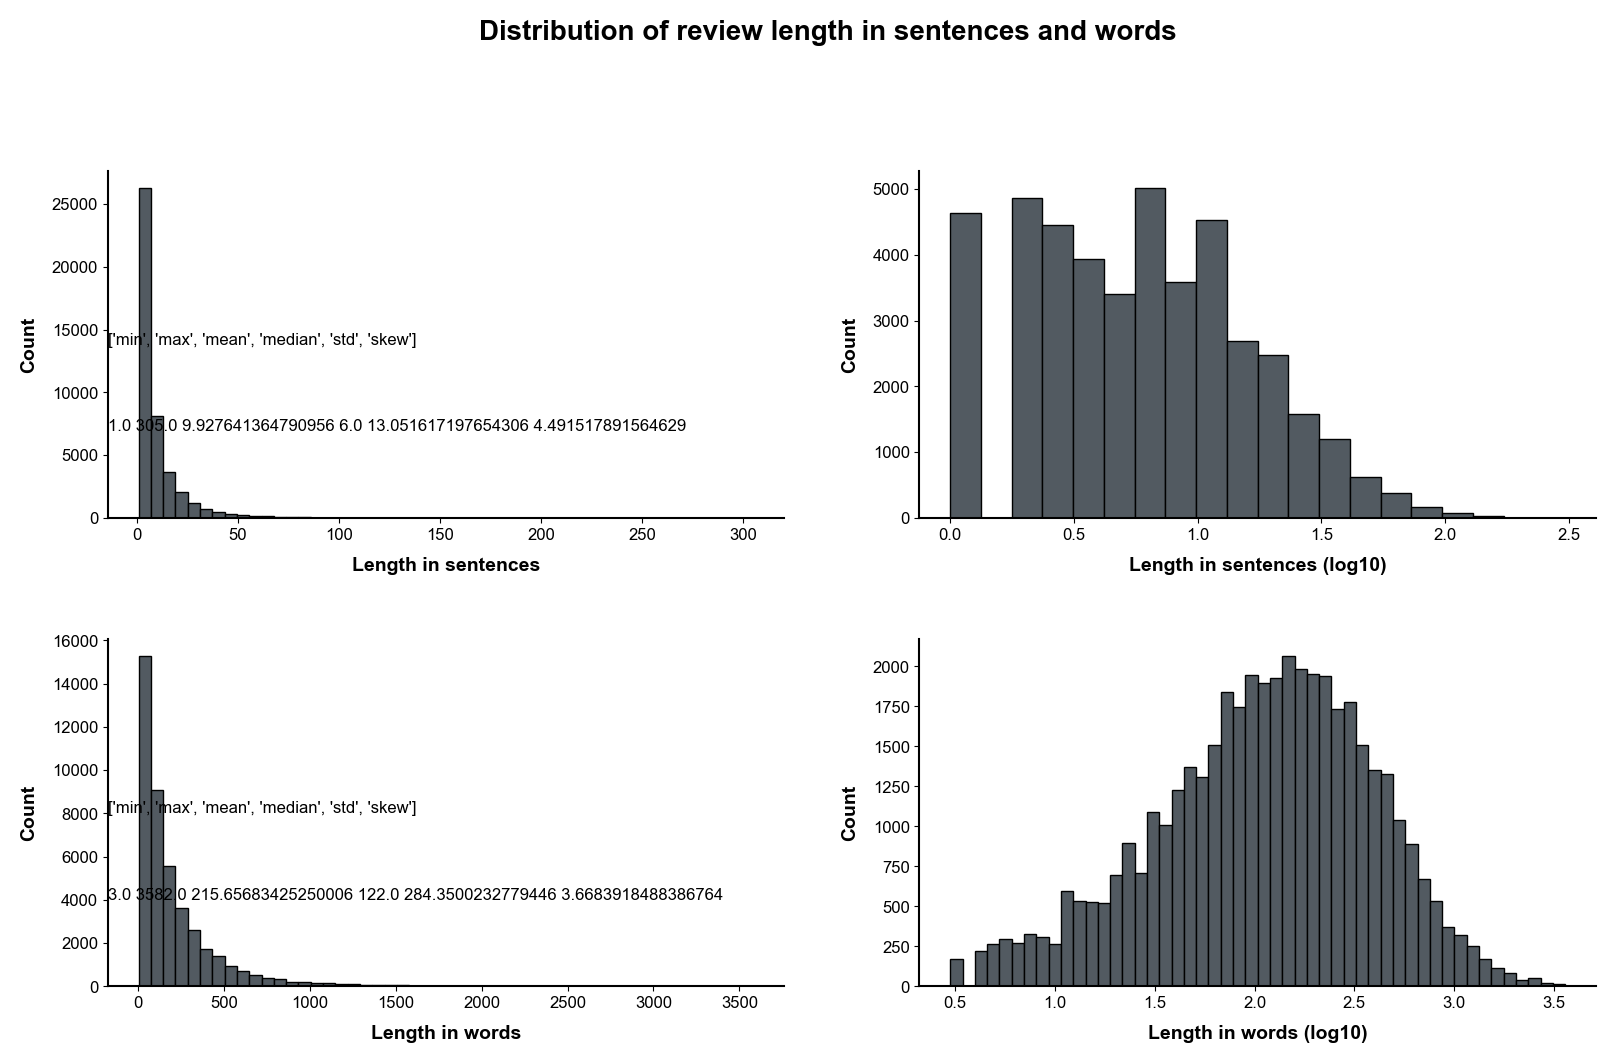 Distribution of review length in sentences and words
25000
20000
15000
10000
5000
0
Count
['min', 'max', 'mean', 'median', 'std', 'skew']
1.0 305.0 9.927641364790956 6.0 13.051617197654306 4.491517891564629
0 50 100 150 200 250 300
Length in sentences
5000
4000
3000
2000
1000
0
Count
0.0 0.5 1.0 1.5 2.0 2.5
Length in sentences (log10)
16000
14000
12000
10000
8000
6000
4000
2000
0
Count
['min', 'max', 'mean', 'median', 'std', 'skew']
3.0 3582.0 215.65683425250006 122.0 284.3500232779446 3.6683918488386764
0 500 1000 1500 2000 2500 3000 3500
Length in words
2000
1750
1500
1250
1000
750
500
250
0
Count
0.5 1.0 1.5 2.0 2.5 3.0 3.5
Length in words (log10)